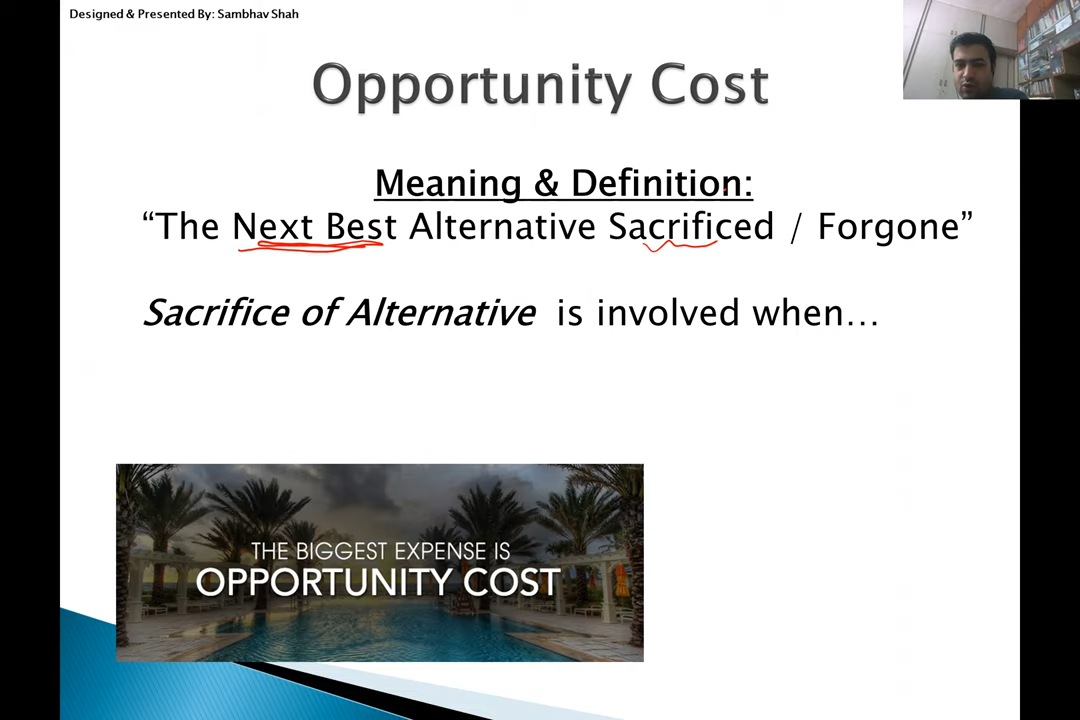 Designed & Presented By: Sambhav Shah
Opportunity Cost
Meaning & Definition:
“The Next Best Alternative Sacrificed / Forgone”
Sacrifice of Alternative is involved when…
THE BIGGEST EXPENSE IS
OPPORTUNITY COST